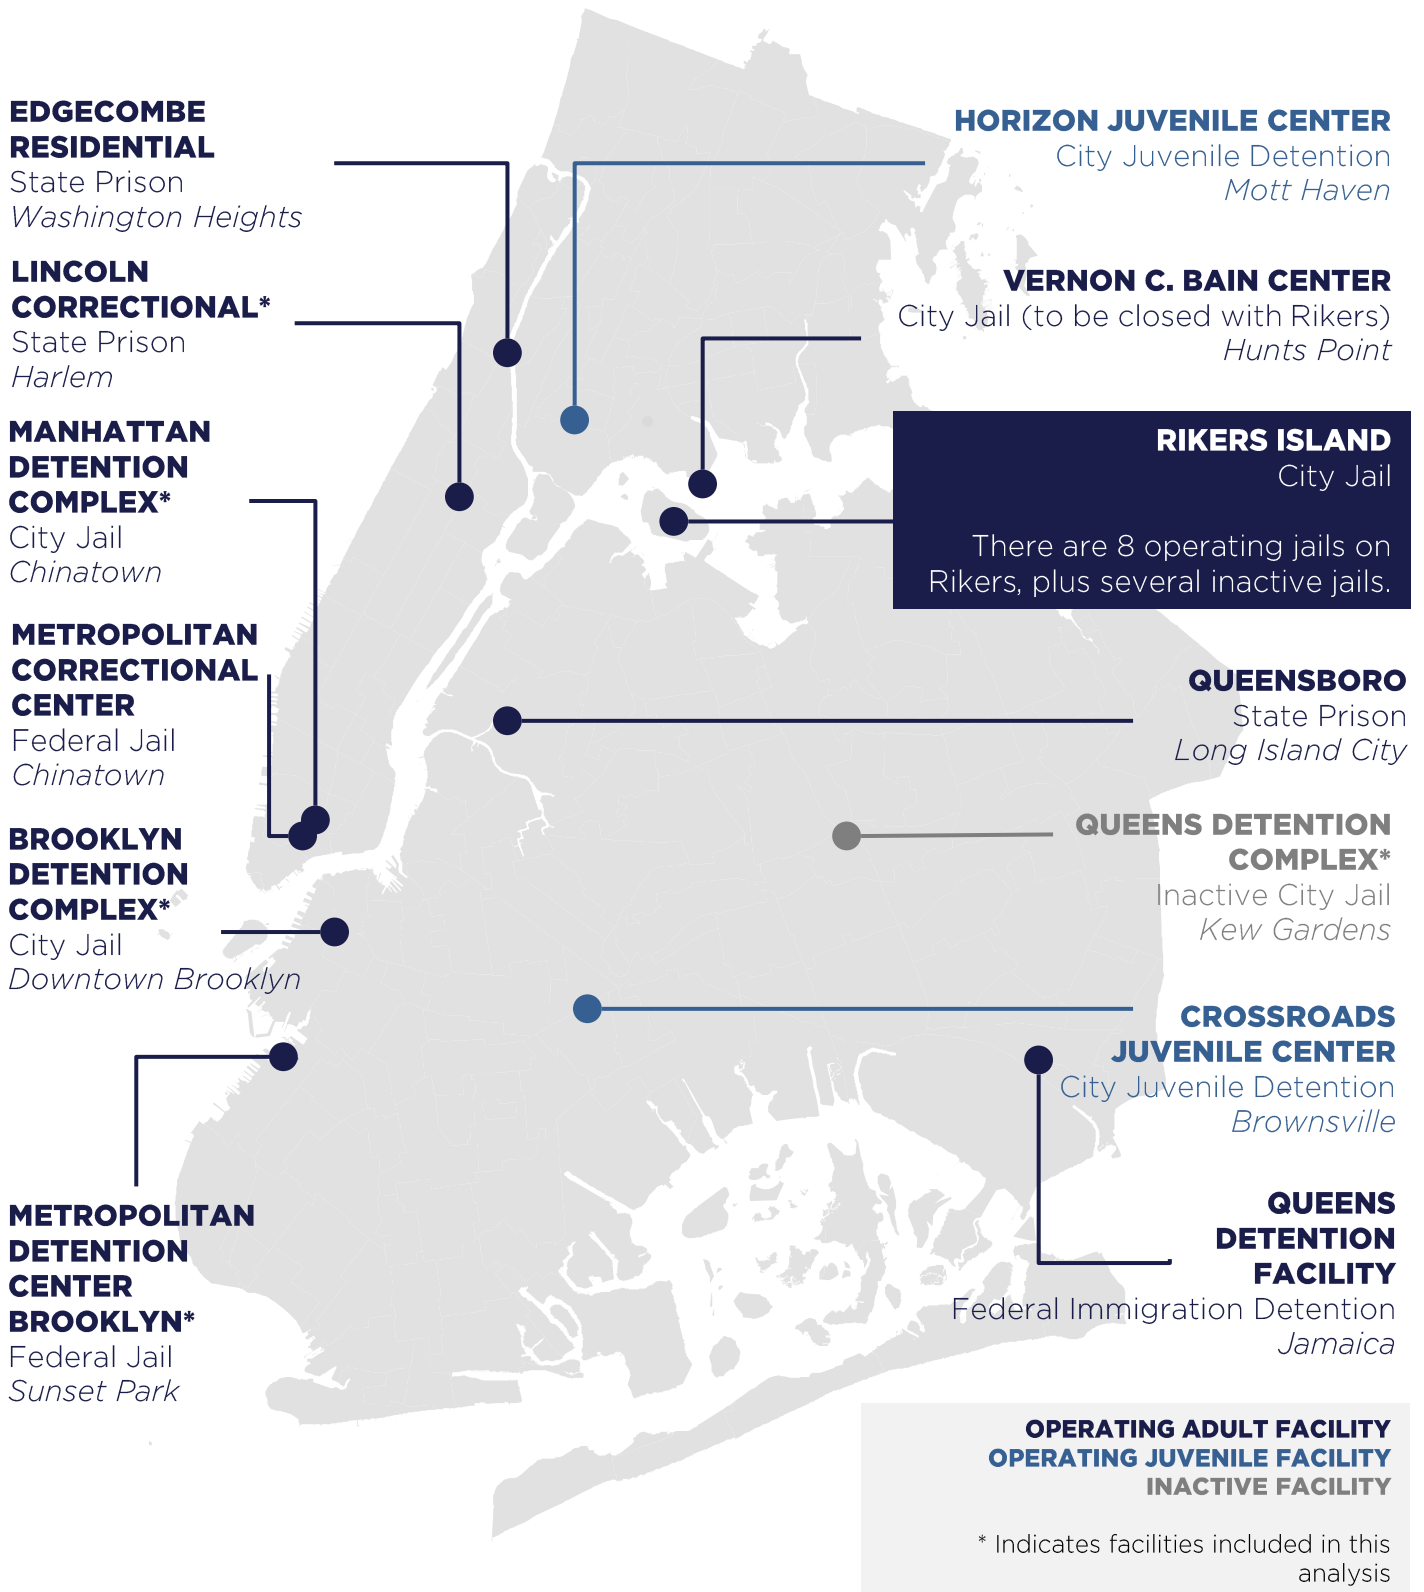 EDGECOMBE
RESIDENTIAL
State Prison
Washington Heights
LINCOLN
CORRECTIONAL*
State Prison
Harlem
MANHATTAN
DETENTION
COMPLEX*
City Jail
Chinatown
METROPOLITAN
CORRECTIONAL
CENTER
Federal Jail
Chinatown
BROOKLYN
DETENTION
COMPLEX*
City Jail
Downtown Brooklyn
METROPOLITAN
DETENTION
CENTER
BROOKLYN*
Federal Jail
Sunset Park
HORIZON JUVENILE CENTER
City Juvenile Detention
Mott Haven
VERNON C. BAIN CENTER
City Jail (to be closed with Rikers)
Hunts Point
RIKERS ISLAND
City Jail
There are 8 operating jails on
Rikers, plus several inactive jails.
QUEENSBORO
State Prison
Long Island City
QUEENS DETENTION
COMPLEX*
Inactive City Jail
Kew Gardens
CROSSROADS
JUVENILE CENTER
City Juvenile Detention
Brownsville
QUEENS
DETENTION
FACILITY
Federal Immigration Detention
Jamaica
OPERATING ADULT FACILITY
OPERATING JUVENILE FACILITY
INACTIVE FACILITY
* Indicates facilities included in this
analysis